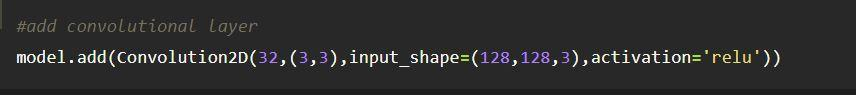 #add convolutional layer
model.add(Convolution2D(32,(3,3),input_shape=(128,128,3),activation='relu'))